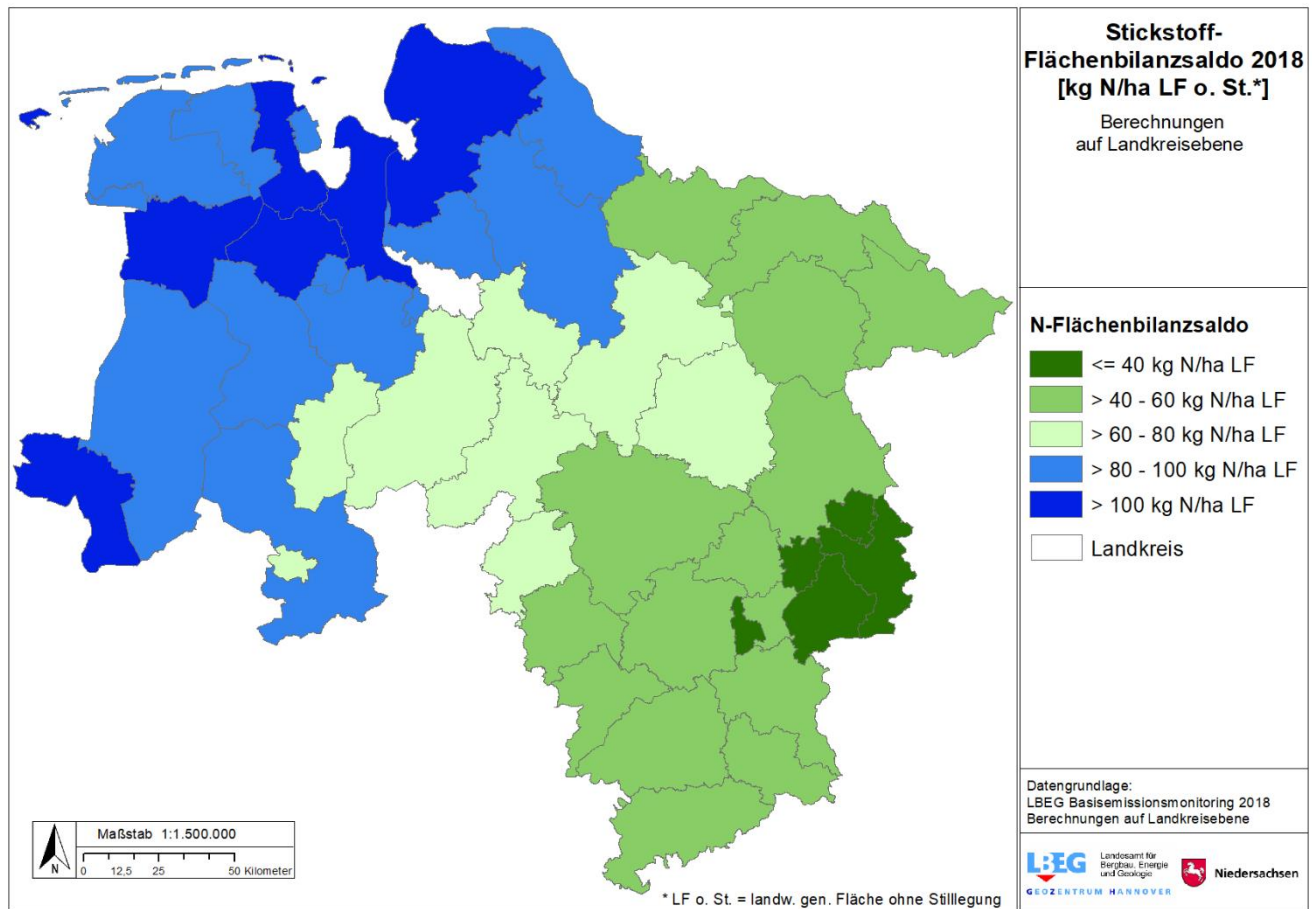 Stickstoff-
Flächenbilanzsaldo 2018
[kg N/ha LF o. St.*]
Berechnungen
auf Landkreisebene
N-Flächenbilanzsaldo
<= 40 kg N/ha LF
> 40 - 60 kg N/ha LF
> 60 - 80 kg N/ha LF
> 80 - 100 kg N/ha LF
> 100 kg N/ha LF
Landkreis
Datengrundlage:
LBEG Basisemissionsmonitoring 2018
Berechnungen auf Landkreisebene
LBEG
Landesamt für
Bergbau, Energie
und Geologie
GEOZENTRUM HANNOVER
Niedersachsen
Maßstab 1:1.500.000
N
0 12,5 25 50 Kilometer
* LF o. St. = landw. gen. Fläche ohne Stilllegung